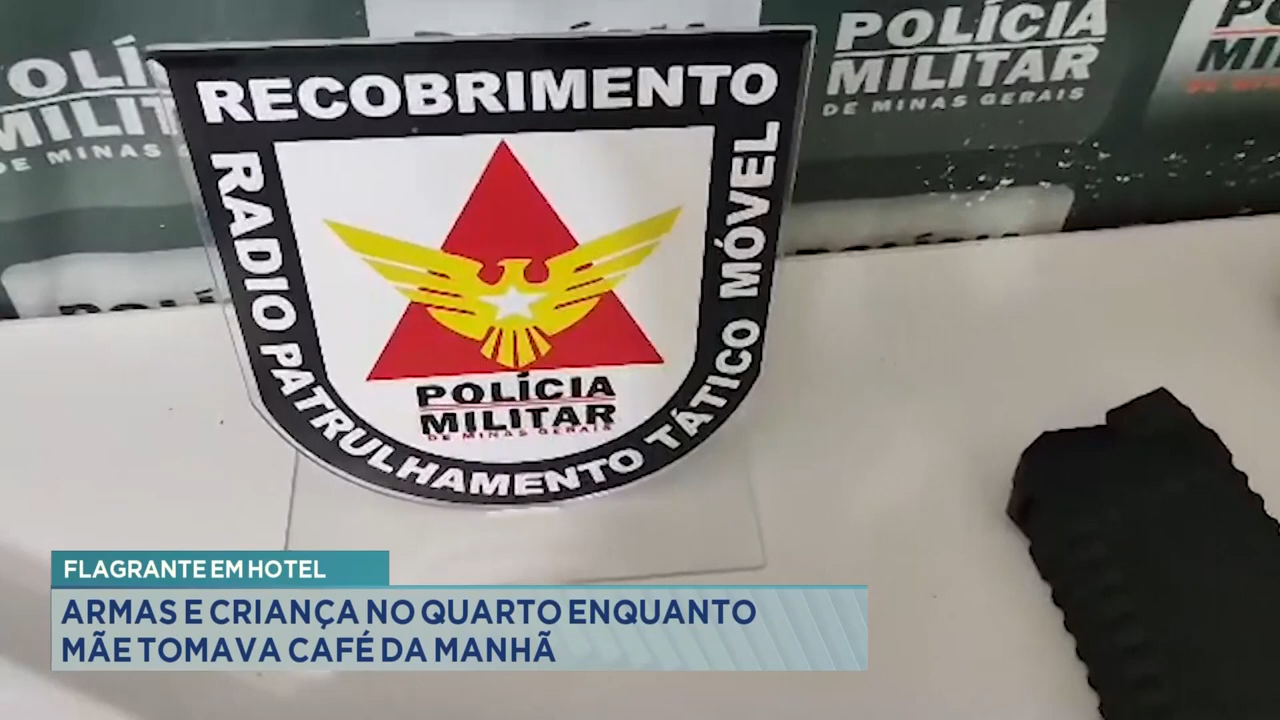 POLÍ
MILIT
DE MINAS
RECOBRIMENTO
RADIO PATRULHAMENTO TÁTICO MÓVEL
POLÍCIA
MILITAR
DE MINAS GERAIS
POLÍCIA
MILITAR
DE MINAS GERAIS
FLAGRANTE EM HOTEL
ARMAS E CRIANÇA NO QUARTO ENQUANTO
MÃE TOMAVA CAFÉ DA MANHÃ